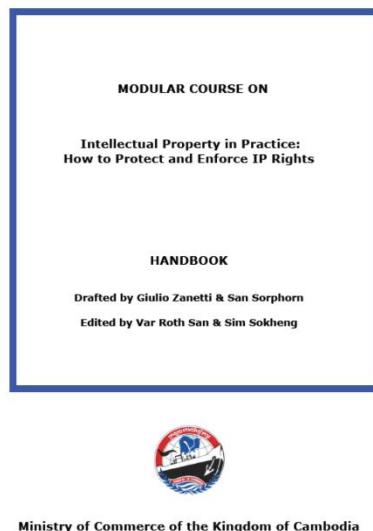 MODULAR COURSE ON
Intellectual Property in Practice:
How to Protect and Enforce IP Rights
HANDBOOK
Drafted by Giulio Zanetti & San Sorphorn
Edited by Var Roth San & Sim Sokheng
Ministry of Commerce of the Kingdom of Cambodia